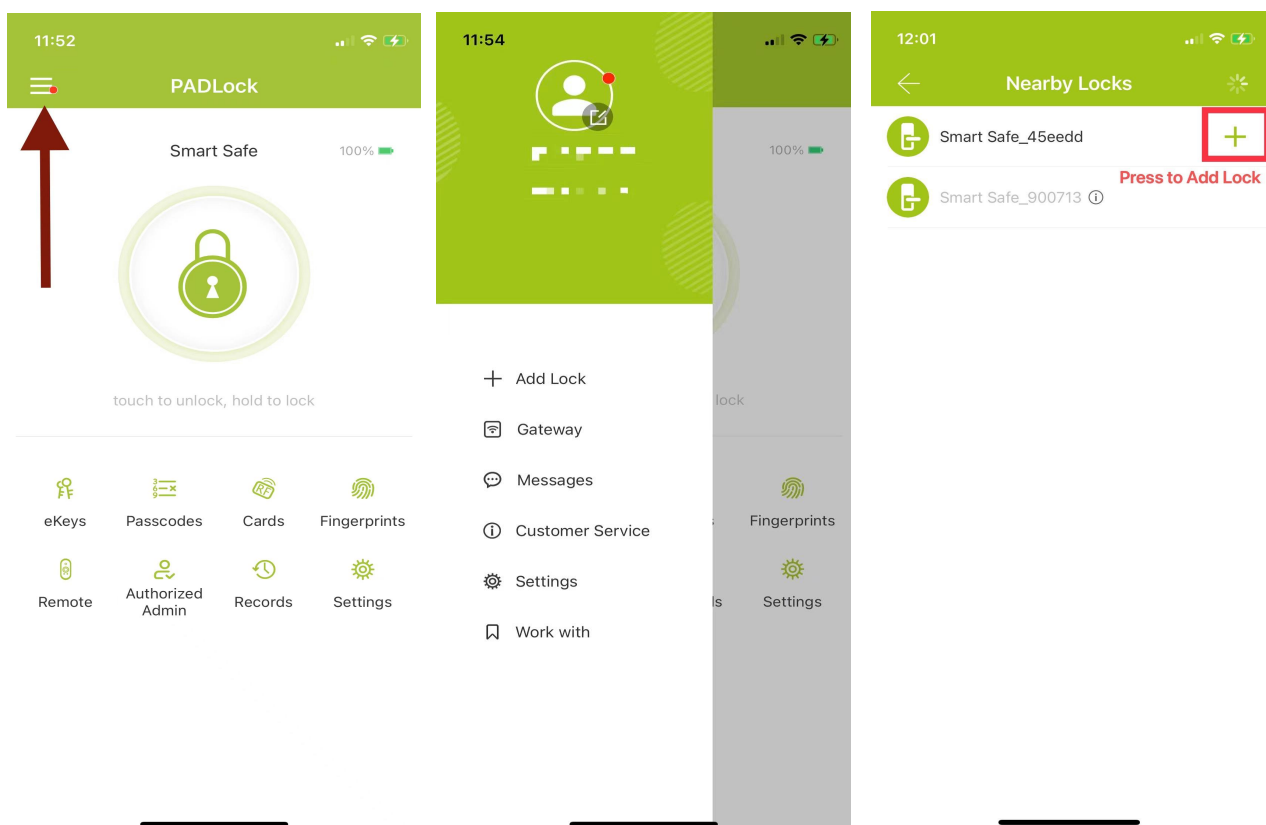 11:52
PADLock
Smart Safe
100%
touch to unlock, hold to lock
eKeys
Passcodes
Cards
Fingerprints
Remote
Authorized
Admin
Records
Settings
11:54
100%
Add Lock
lock
Gateway
Messages
Customer Service
s
Fingerprints
Settings
ls
Settings
Work with
12:01
Nearby Locks
Smart Safe_45eedd
Press to Add Lock
Smart Safe_900713